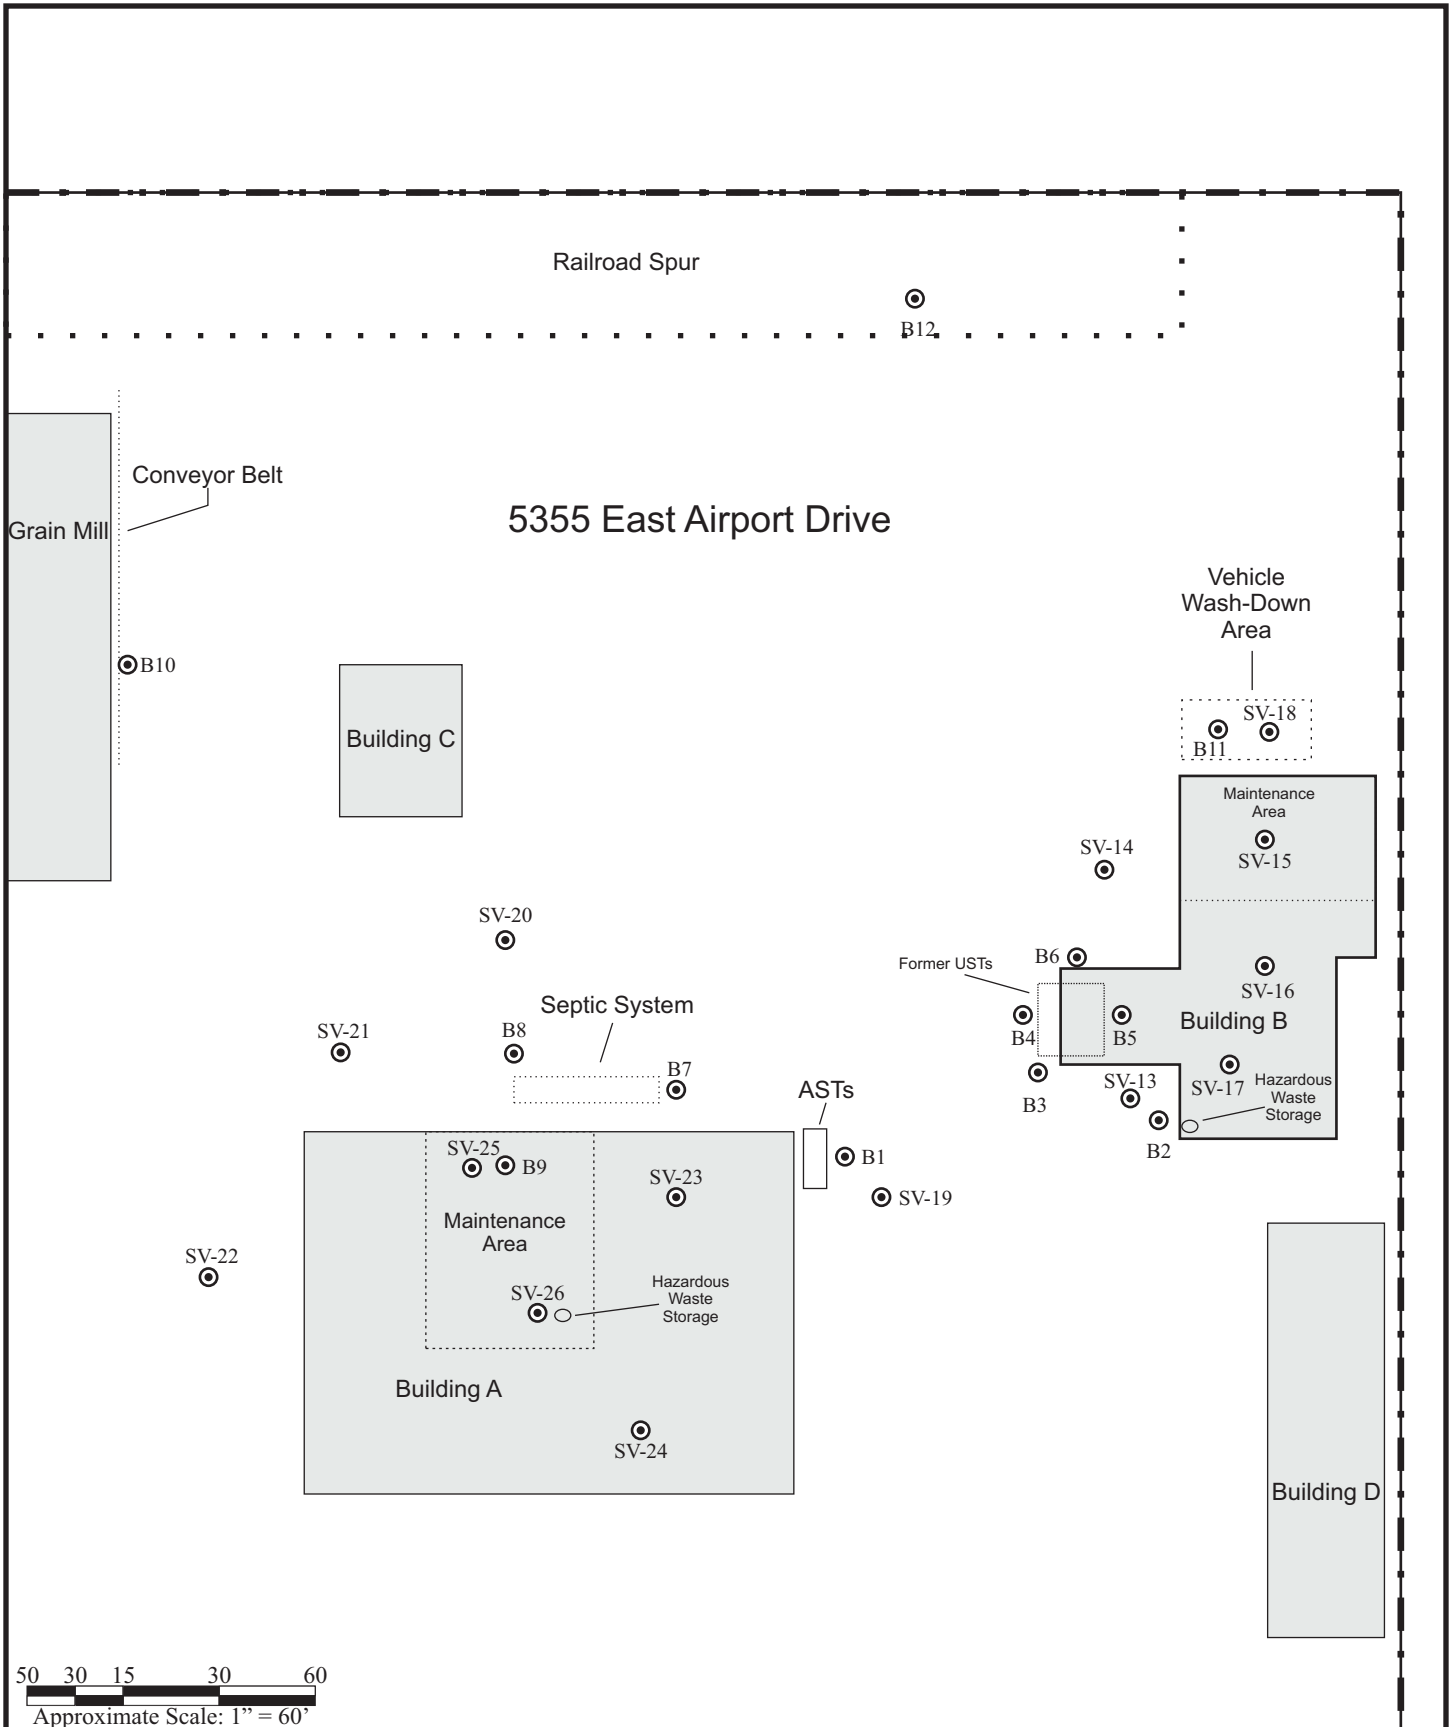 Railroad Spur
B12
Conveyor Belt
Grain Mill
5355 East Airport Drive
Vehicle
Wash-Down
Area
B10
SV-18
B11
Building C
Maintenance
Area
SV-15
SV-14
SV-20
B6
Former USTs
SV-16
Septic System
Building B
SV-21
B8
B4
B5
B7
SV-13
SV-17
Hazardous
Waste
Storage
ASTs
B3
B2
SV-25
B9
B1
SV-23
SV-19
Maintenance
Area
SV-22
SV-26
Hazardous
Waste
Storage
Building A
SV-24
Building D
50 30 15 30 60
Approximate Scale: 1” = 60’